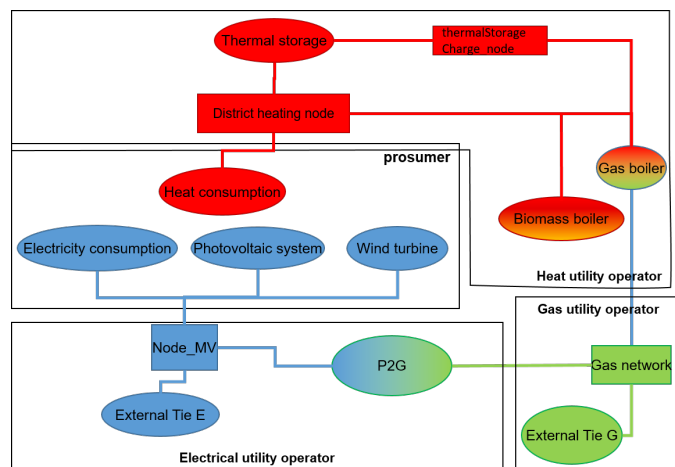 Thermal storage
thermalStorage
Charge_node
District heating node
prosumer
Gas boiler
Heat consumption
Biomass boiler
Electricity consumption
Photovoltaic system
Wind turbine
Heat utility operator
Gas utility operator
Node_MV
P2G
Gas network
External Tie E
External Tie G
Electrical utility operator